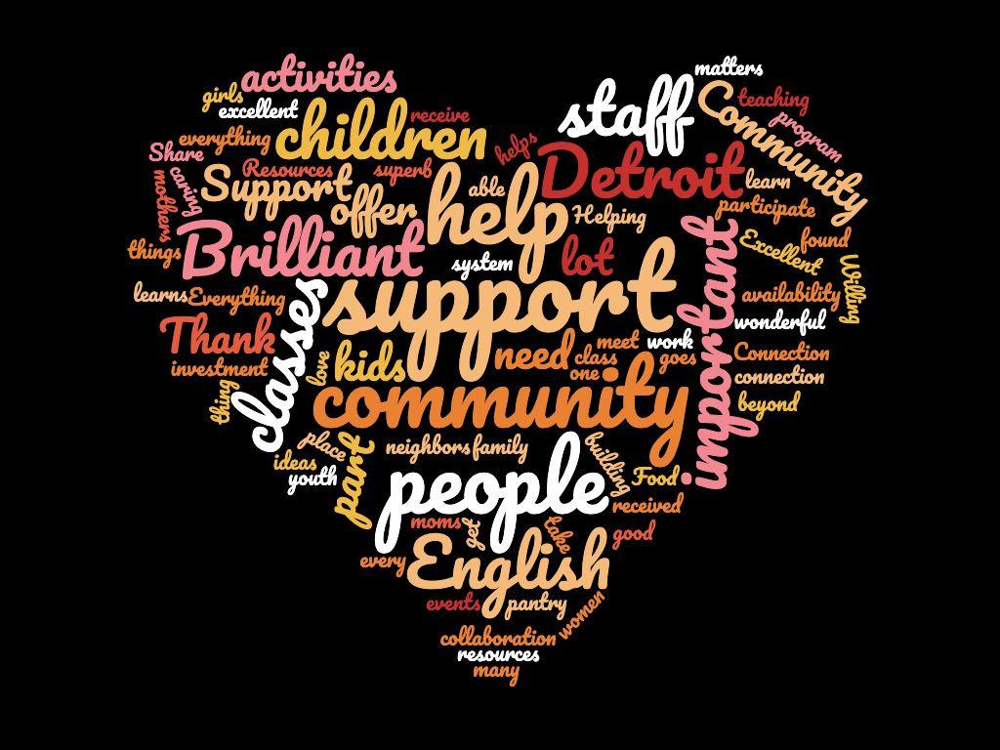 activities
matters
girls
excellent
staff
Community
teaching
children
receive
program
everything
helps
Share
Resources
superb
Detroit
caring
mothers
Support
able
help
learn
offer
Helping
participate
Brilliant
important
things
system
lot
Excellent
found
Willing
learns
Everything
support
availability
classes
wonderful
Thank
need
meet
work
Connection
investment
love
kids
class
goes
one
connection
thing
community
beyond
place
part
neighbors
family
building
ideas
youth
people
Food
received
moms
get
take
good
every
English
events
pantry
women
collaboration
resources
many